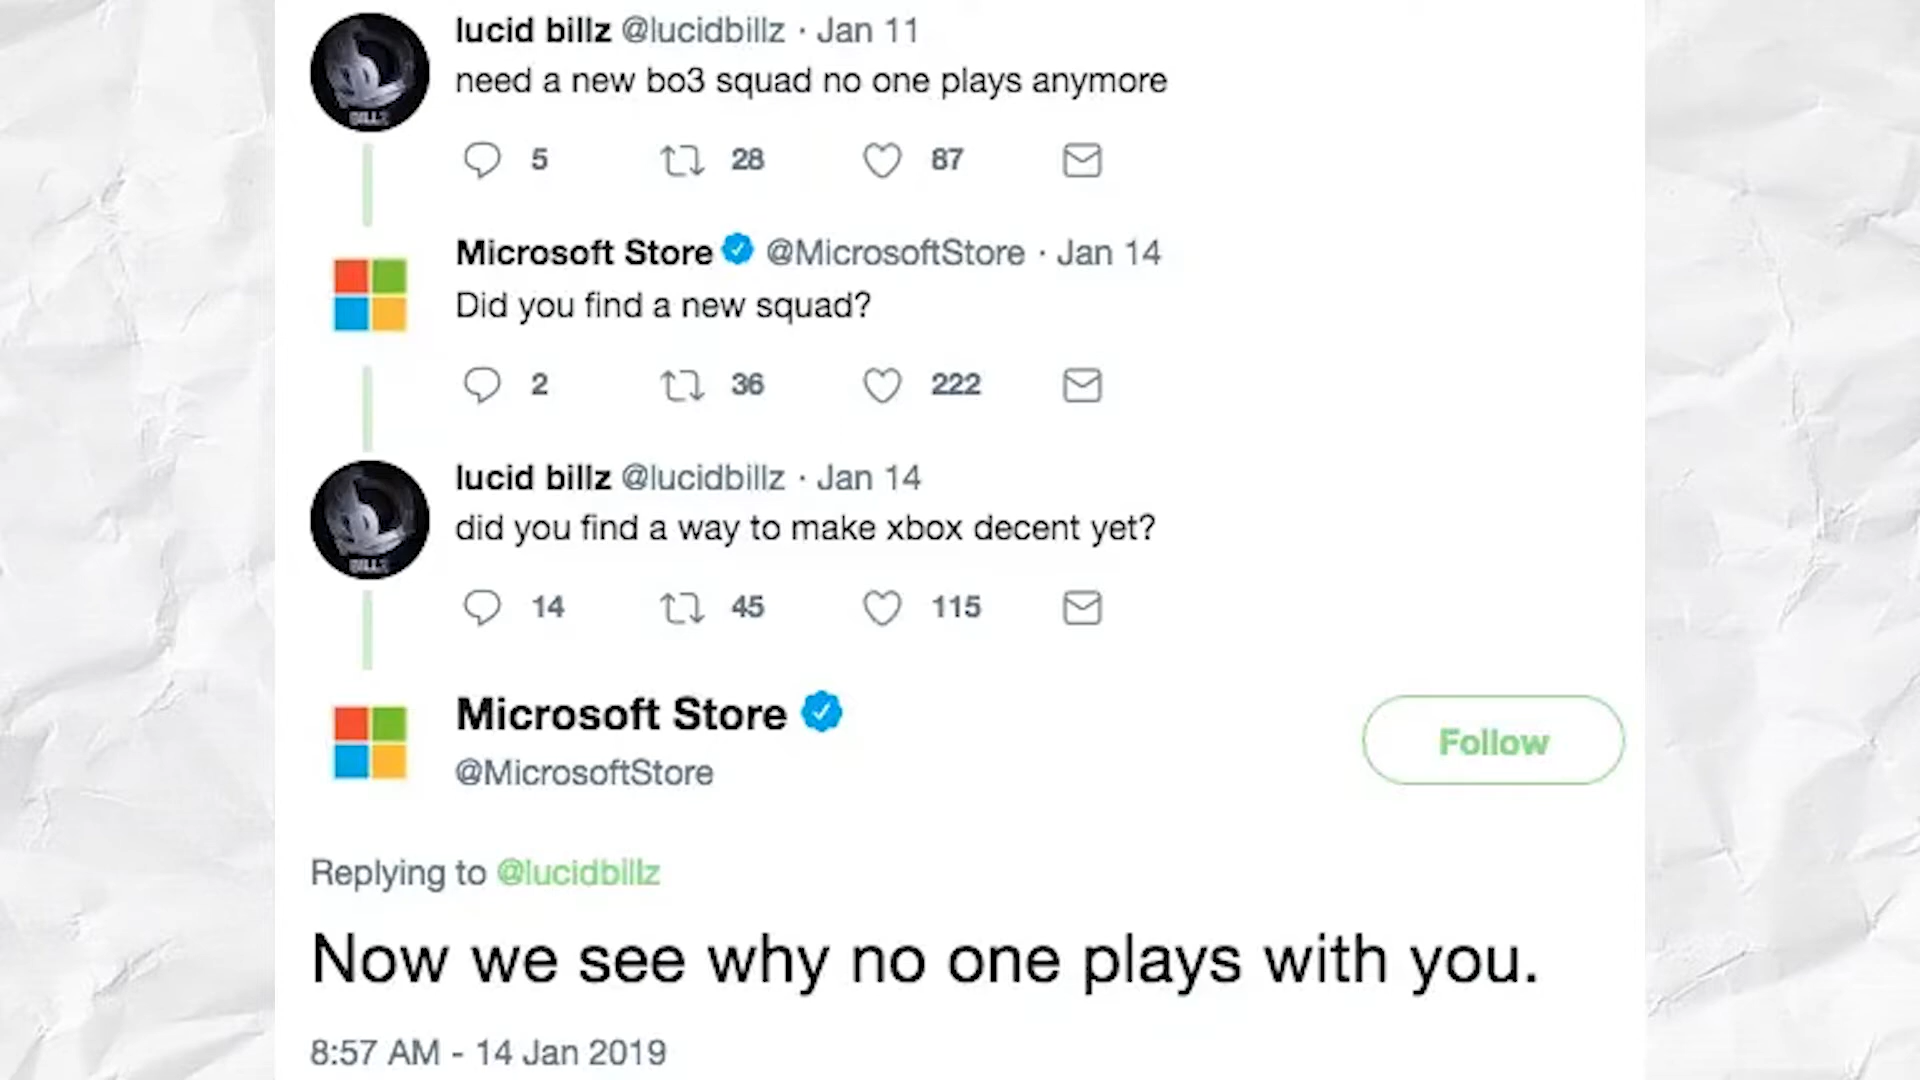 lucid billz @lucidbillz · Jan 11
need a new bo3 squad no one plays anymore
5 28 87
Microsoft Store @MicrosoftStore · Jan 14
Did you find a new squad?
2 36 222
lucid billz @lucidbillz · Jan 14
did you find a way to make xbox decent yet?
14 45 115
Microsoft Store
@MicrosoftStore
Follow
Replying to @lucidbillz
Now we see why no one plays with you.
8:57 AM - 14 Jan 2019